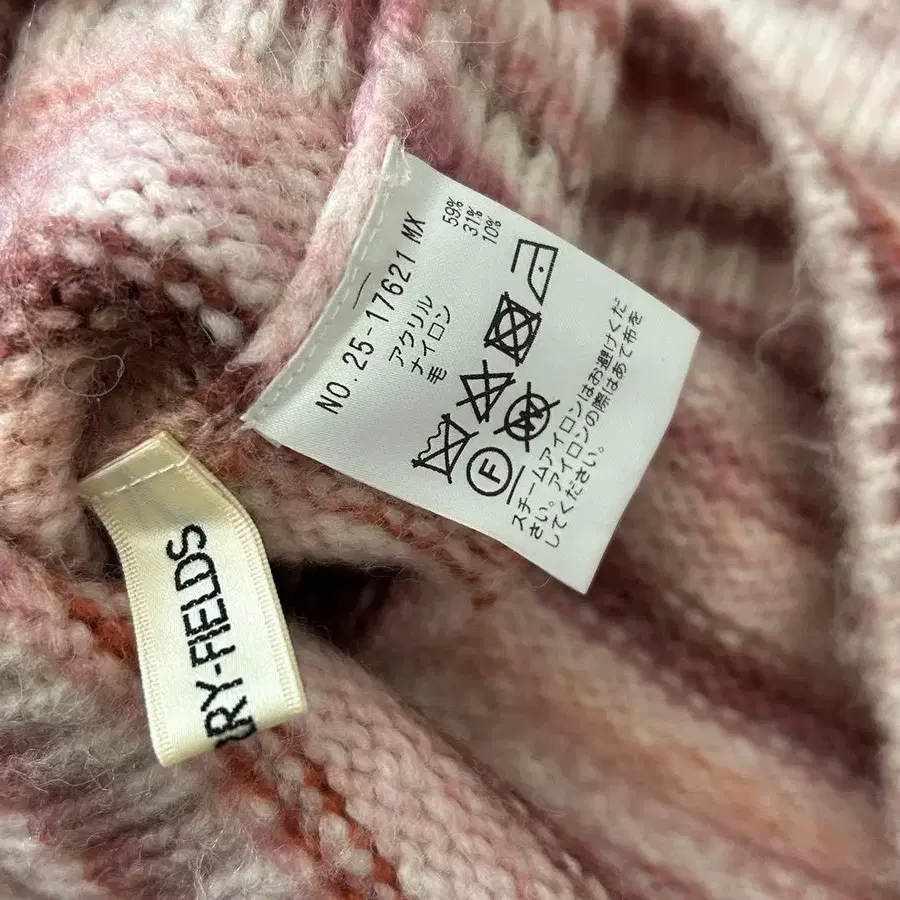 NO. 25-17621 MX
アクリル 59%
ナイロン 31%
毛 10%
W
F
スチームアイロンはお避けくだ
さい。アイロンの際はあて布を
してください。
RRY-FIELDS